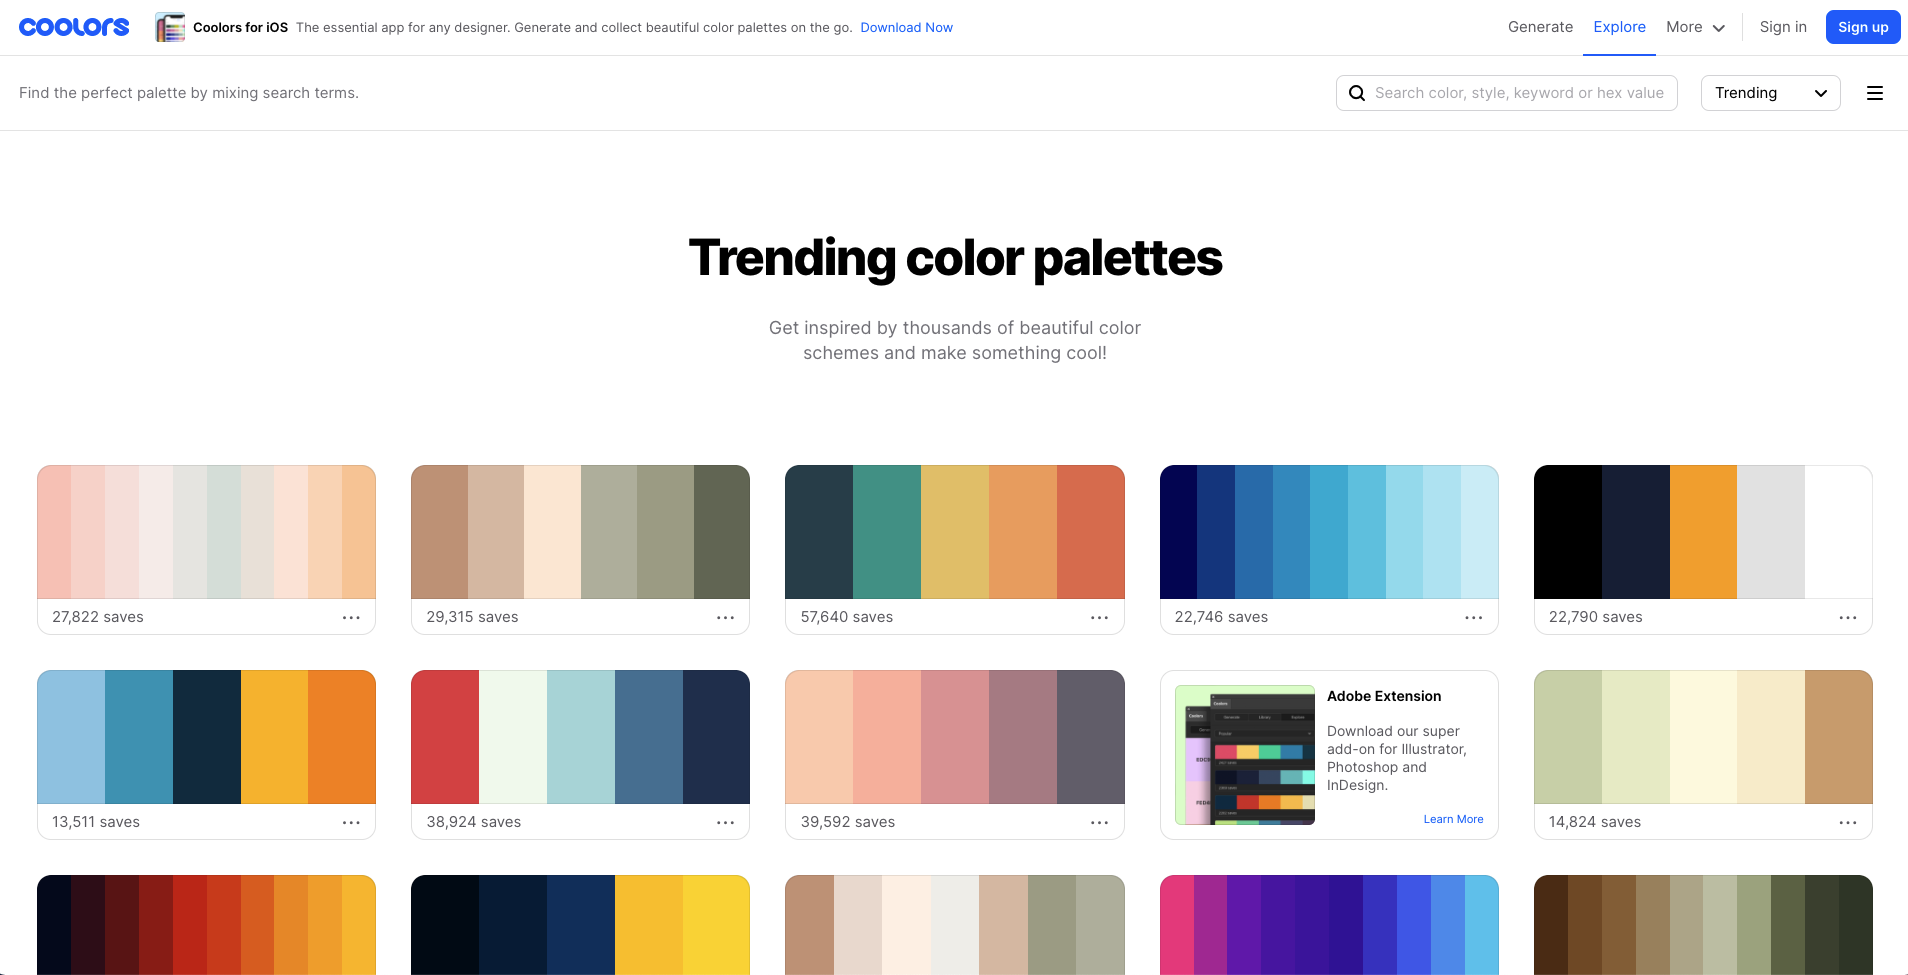 coolors
Coolors for iOS The essential app for any designer. Generate and collect beautiful color palettes on the go. Download Now
Generate Explore More Sign in Sign up
Find the perfect palette by mixing search terms.
Search color, style, keyword or hex value
Trending
Trending color palettes
Get inspired by thousands of beautiful color
schemes and make something cool!
27,822 saves
29,315 saves
57,640 saves
22,746 saves
22,790 saves
13,511 saves
38,924 saves
39,592 saves
Adobe Extension
Download our super
add-on for Illustrator,
Photoshop and
InDesign.
Learn More
14,824 saves